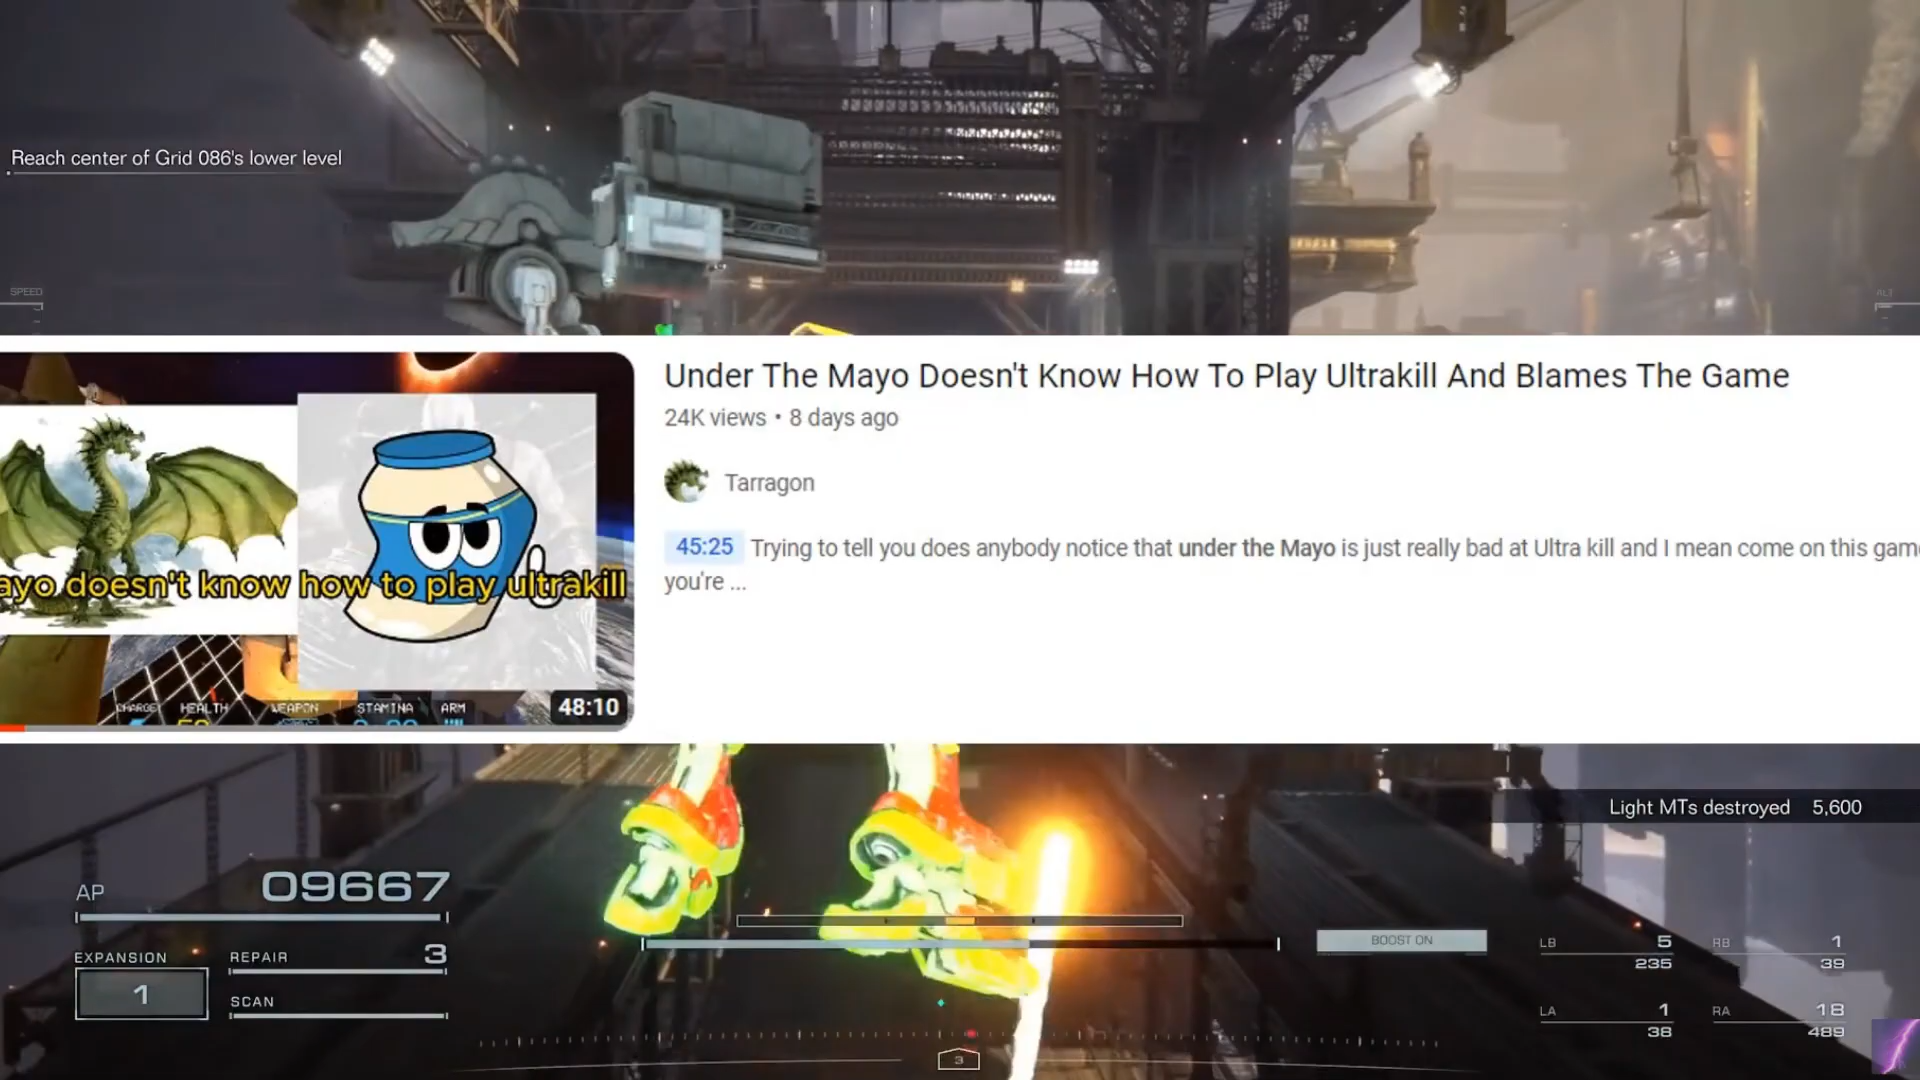 Reach center of Grid 086's lower level
SPEED
ALT
Under The Mayo Doesn't Know How To Play Ultrakill And Blames The Game
24K views • 8 days ago
Tarragon
45:25 Trying to tell you does anybody notice that under the Mayo is just really bad at Ultra kill and I mean come on this game
you're ...
ayo doesn't know how to play ultrakill
CHARGE HEALTH WEAPON STAMINA ARM
48:10
Light MTs destroyed 5,600
AP 09667
EXPANSION
1
REPAIR 3
SCAN
BOOST ON
LB 5
235
RB 1
39
LA 1
38
RA 18
489
3